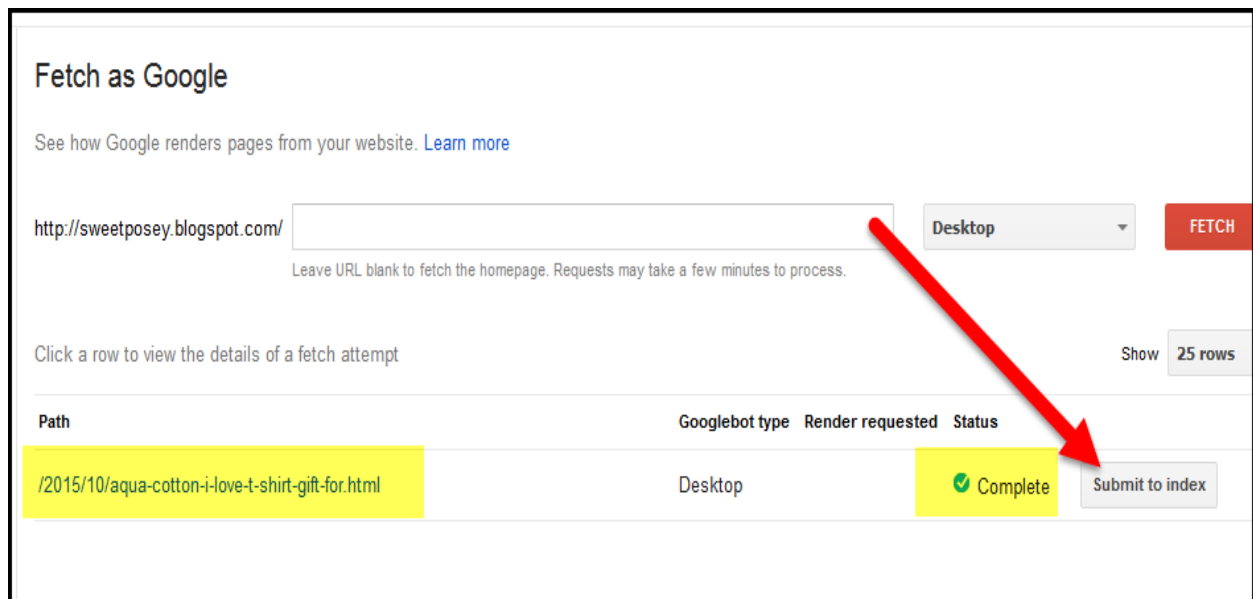 Fetch as Google
See how Google renders pages from your website. Learn more
http://sweetposey.blogspot.com/ Desktop FETCH
Leave URL blank to fetch the homepage. Requests may take a few minutes to process.
Click a row to view the details of a fetch attempt Show 25 rows
Path Googlebot type Render requested Status
/2015/10/aqua-cotton-i-love-t-shirt-gift-for.html Desktop Complete Submit to index